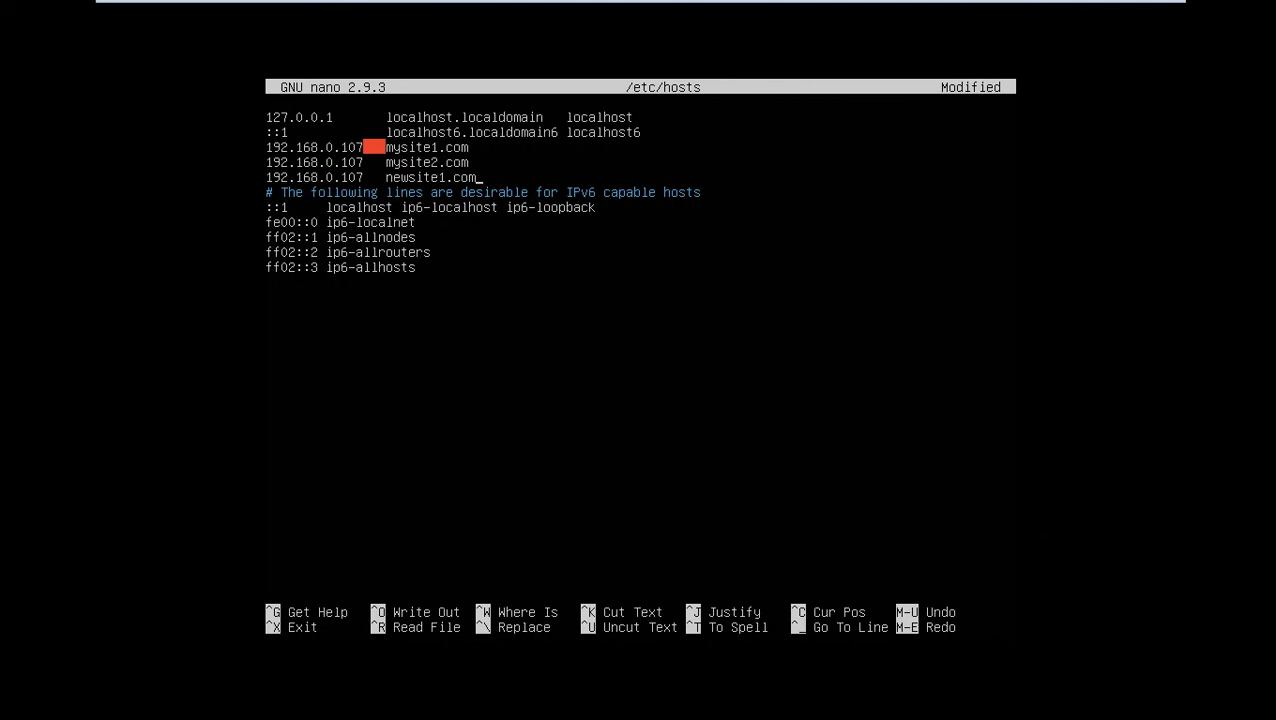 GNU nano 2.9.3 /etc/hosts Modified
127.0.0.1 localhost.localdomain localhost
::1 localhost6.localdomain6 localhost6
192.168.0.107 mysite1.com
192.168.0.107 mysite2.com
192.168.0.107 newsite1.com_
# The following lines are desirable for IPv6 capable hosts
::1 localhost ip6-localhost ip6-loopback
fe00::0 ip6-localnet
ff02::1 ip6-allnodes
ff02::2 ip6-allrouters
ff02::3 ip6-allhosts
^G Get Help ^O Write Out ^W Where Is ^K Cut Text ^J Justify ^C Cur Pos M-U Undo
^X Exit ^R Read File ^\ Replace ^U Uncut Text ^T To Spell ^_ Go To Line M-E Redo